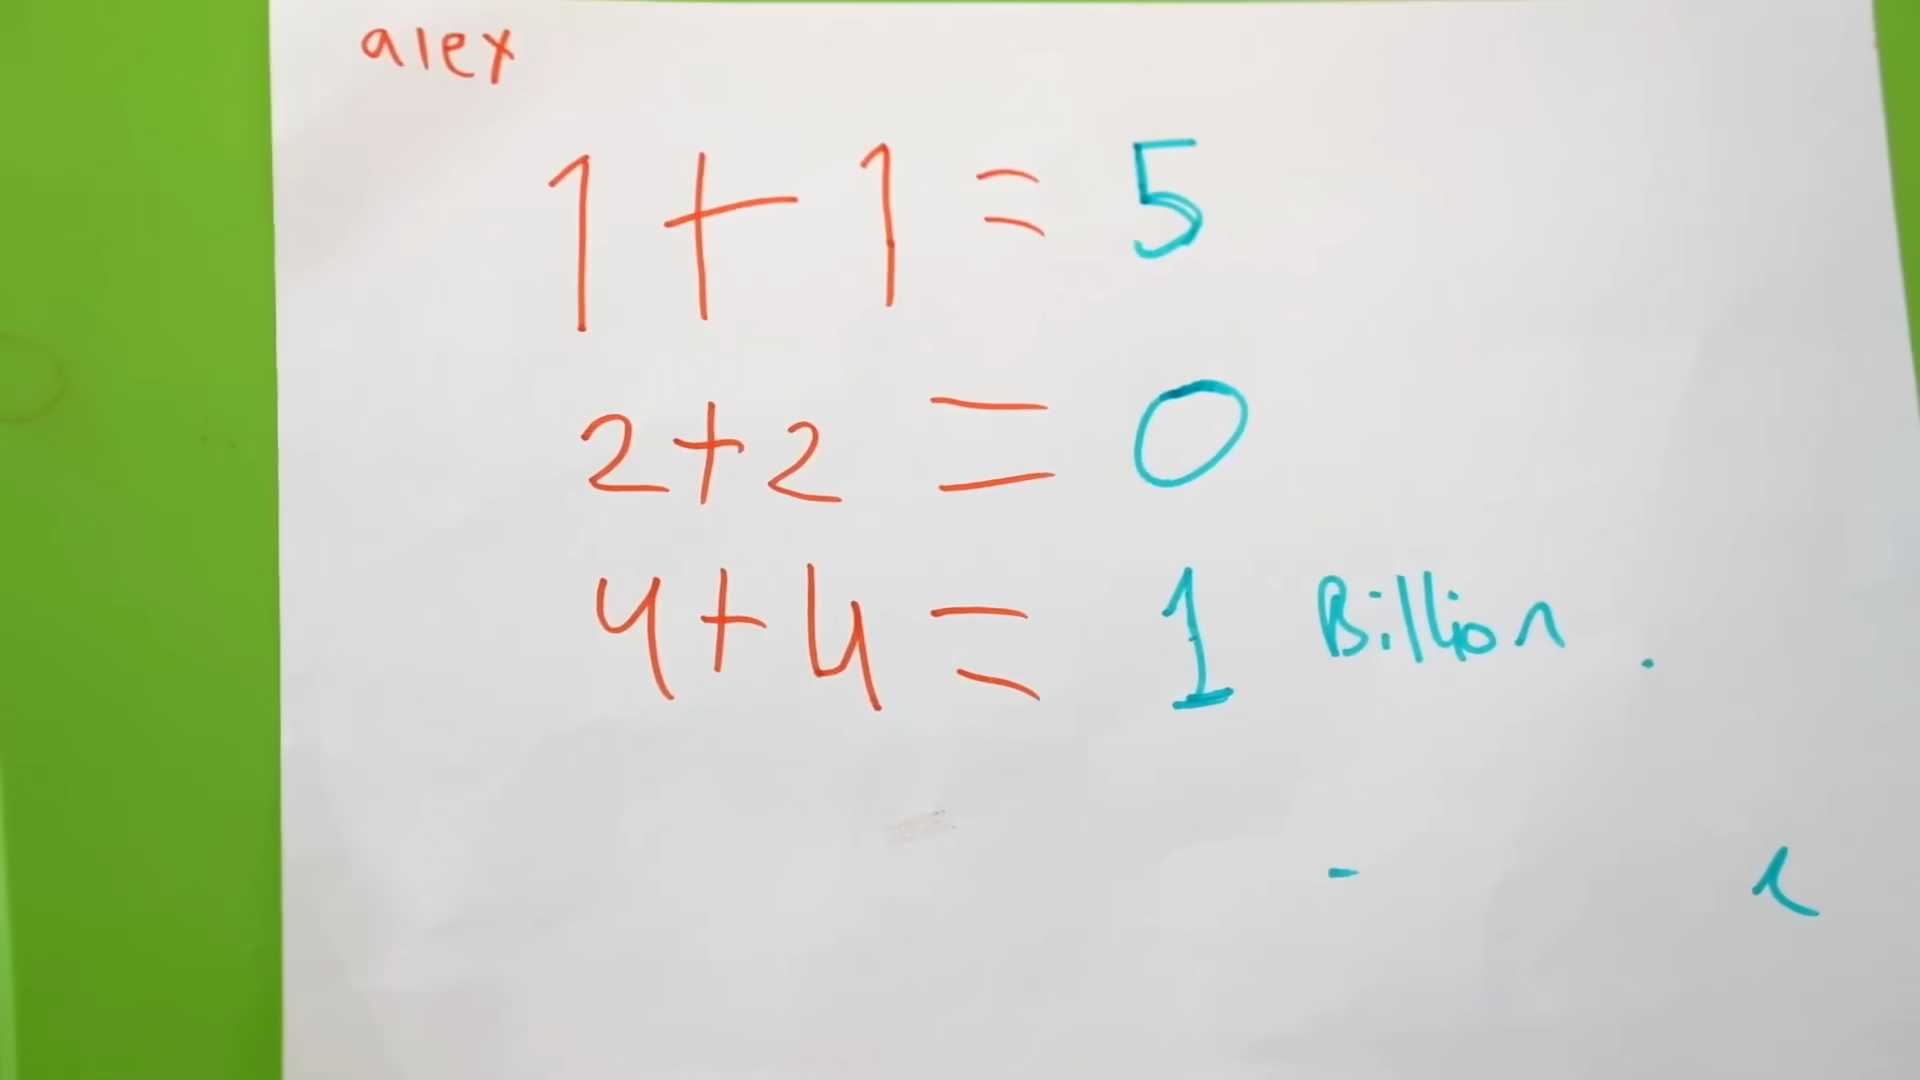 alex
1 + 1 = 5
2 + 2 = 0
4 + 4 = 1 Billion.